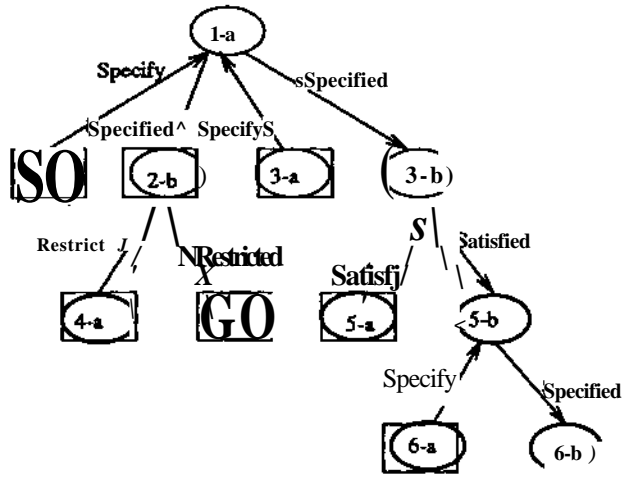 1-a
Specify
sSpecified
Specified^ SpecifyS
SO
2-b)
3-a
(3-b)
Restrict J,
NRestricted
X
S
Satisfied
Satisfj
4-a
GO
5-a
5-b
Specify
Specified
6-a
6-b)